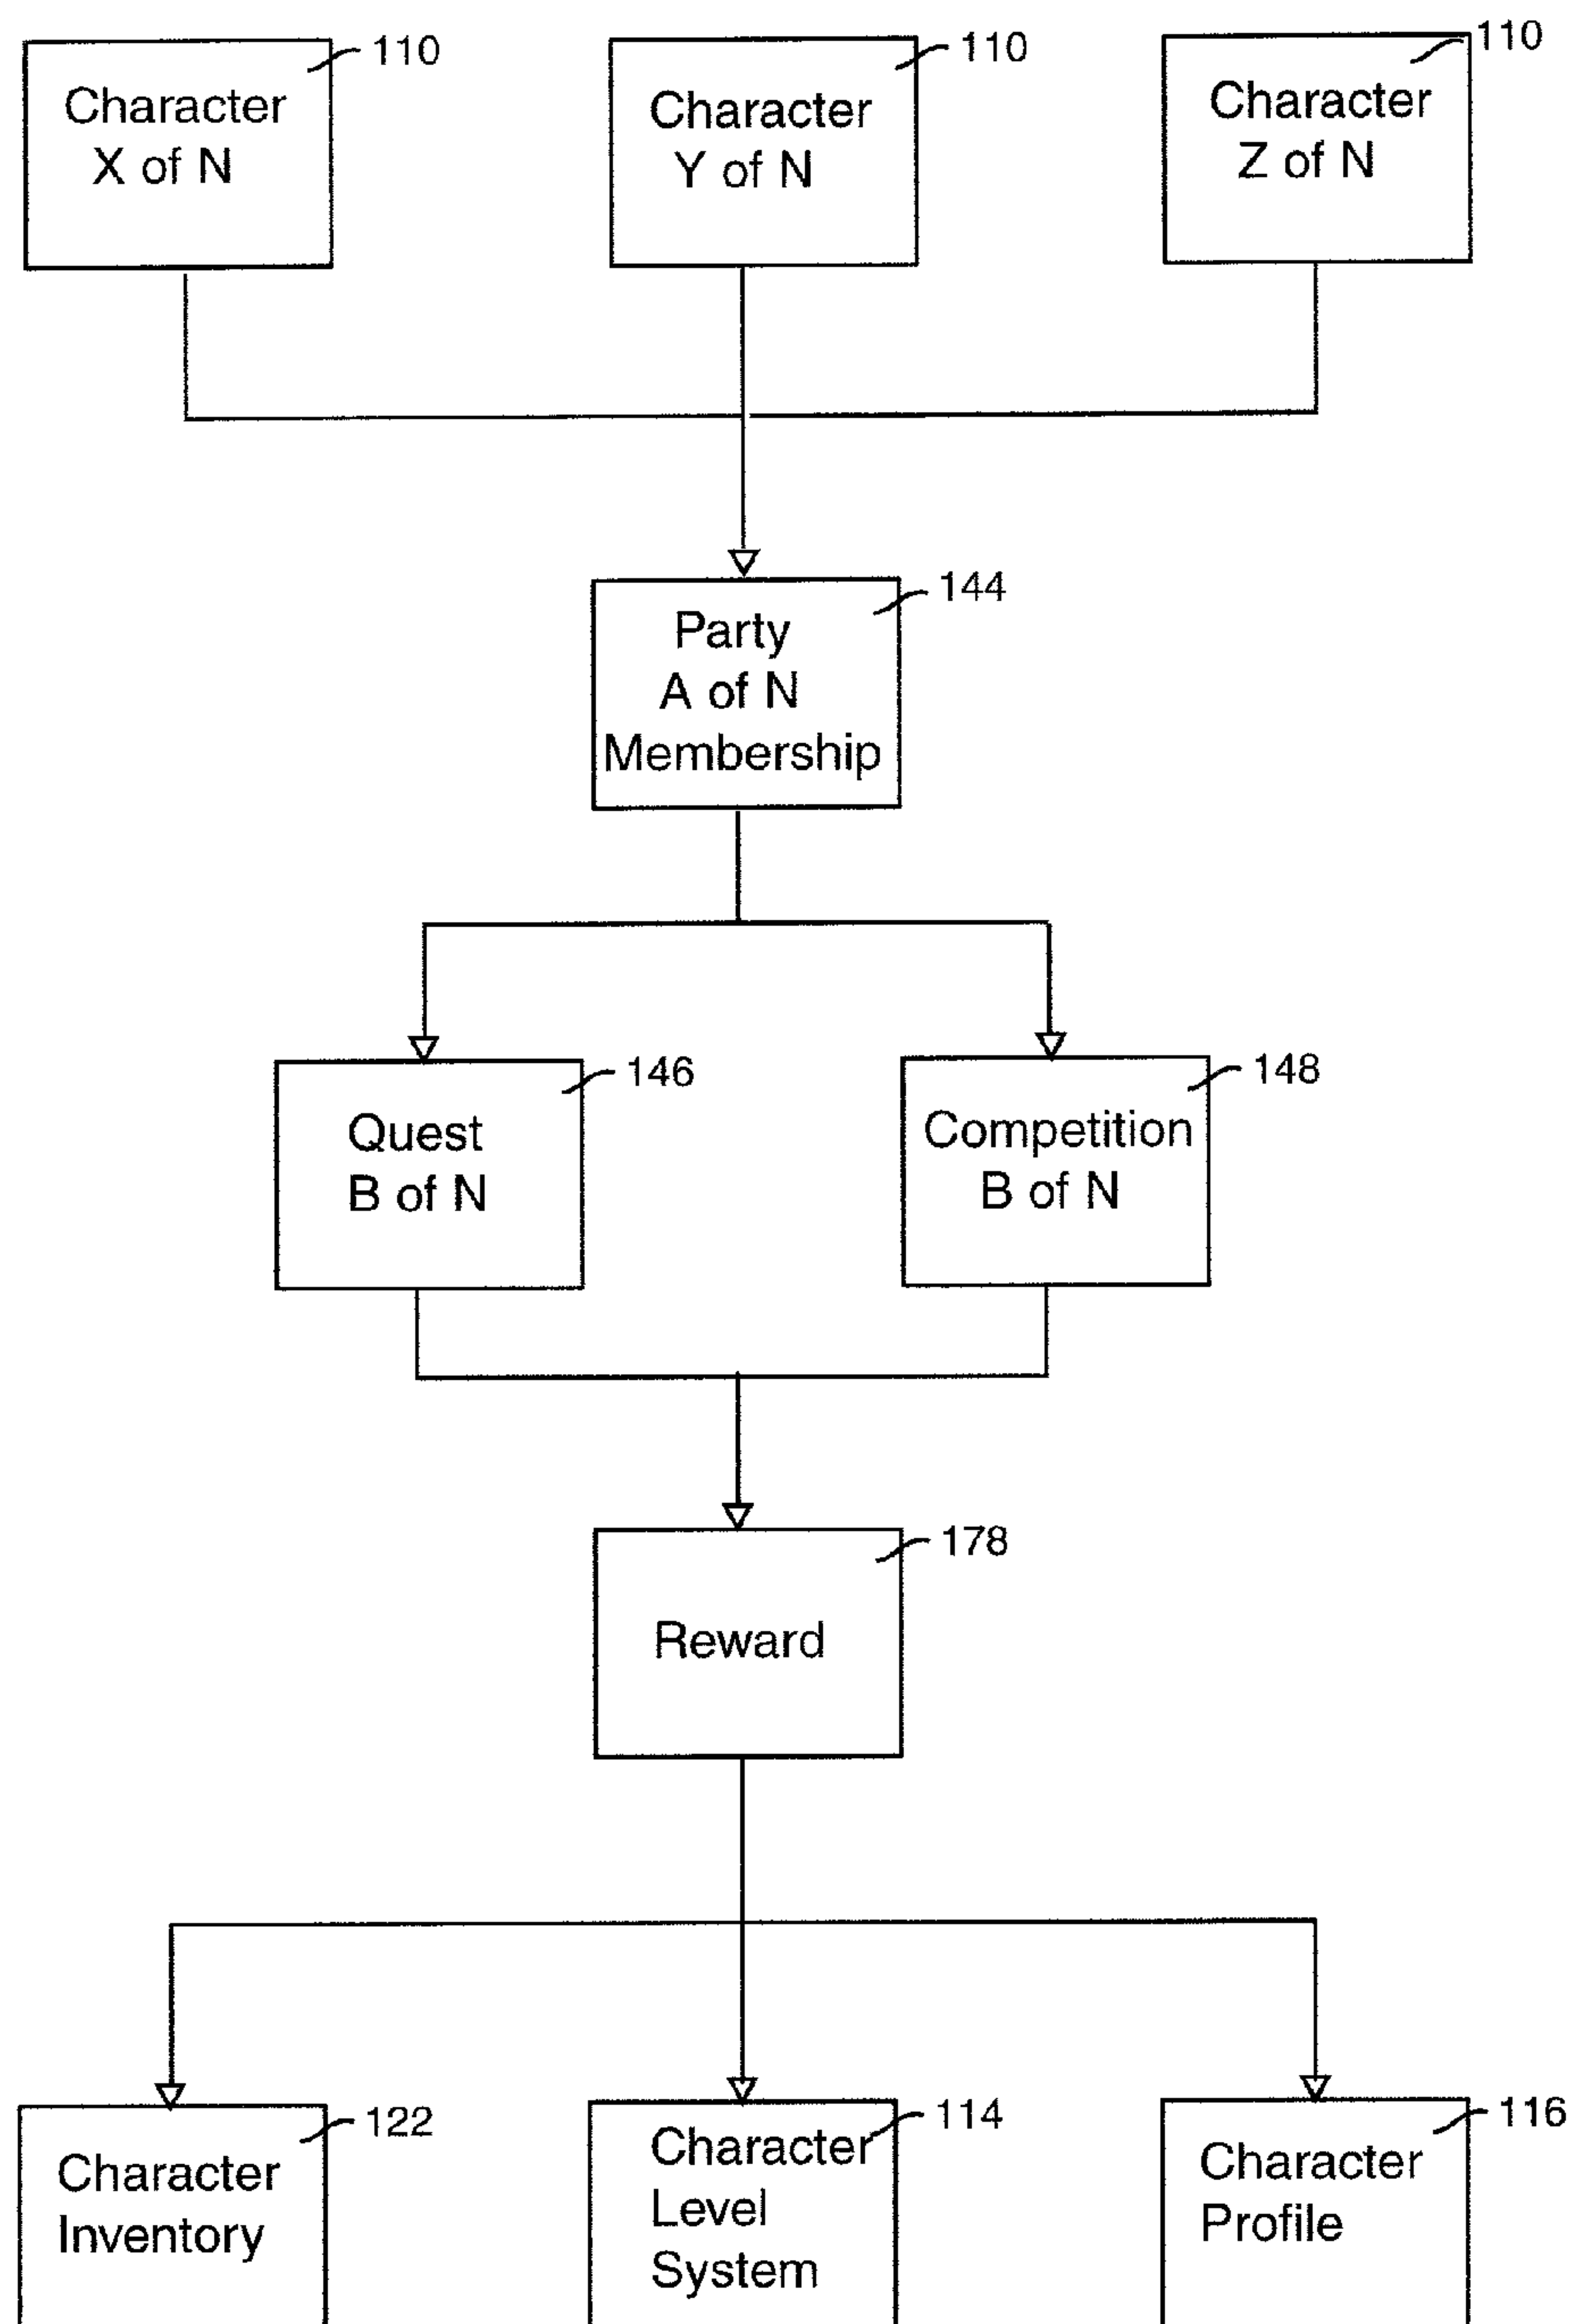 110
Character
X of N
110
Character
Y of N
110
Character
Z of N
144
Party
A of N
Membership
146
Quest
B of N
148
Competition
B of N
178
Reward
122
Character
Inventory
114
Character
Level
System
116
Character
Profile